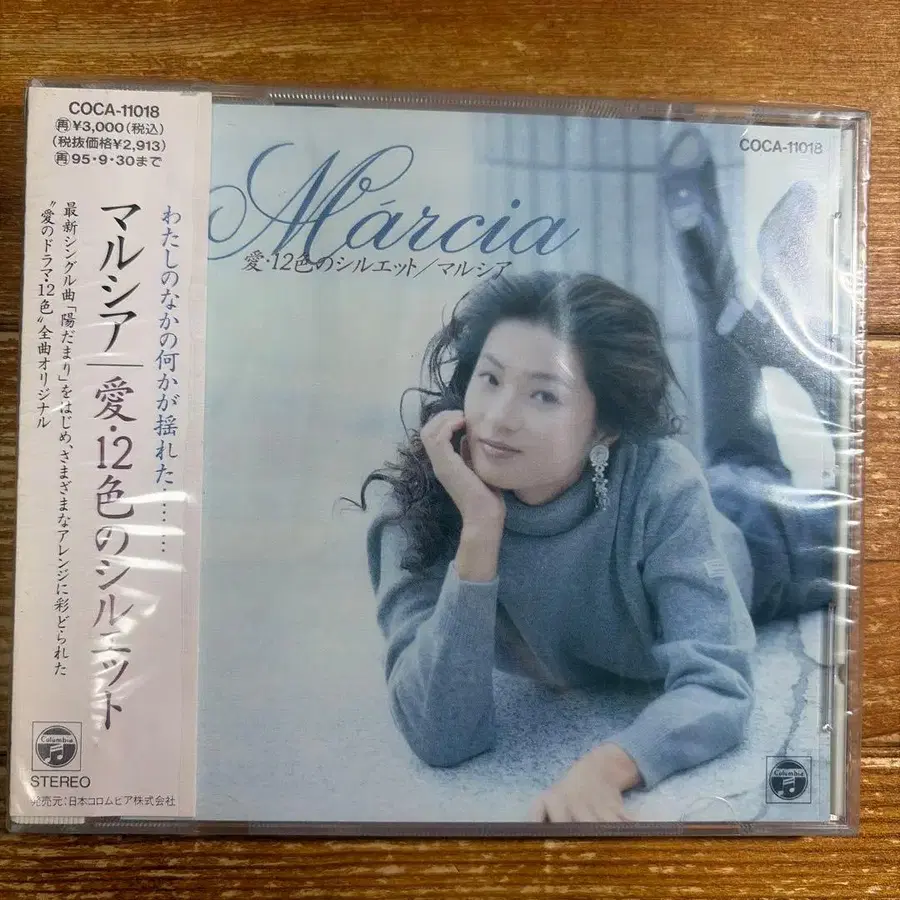 COCA-11018
再¥3,000(税込)
(税抜価格¥2,913)
再95・9・30まで
わたしのなかの何かが揺れた………
マルシア|愛・12色のシルエット
最新シングル曲「陽だまり」をはじめ、さまざまなアレンジに彩どられた
"愛のドラマ・12色"全曲オリジナル
Columbia
STEREO
発売元:日本コロムビア株式会社
COCA-11018
Márcia
愛・12色のシルエット/マルシア
Columbia